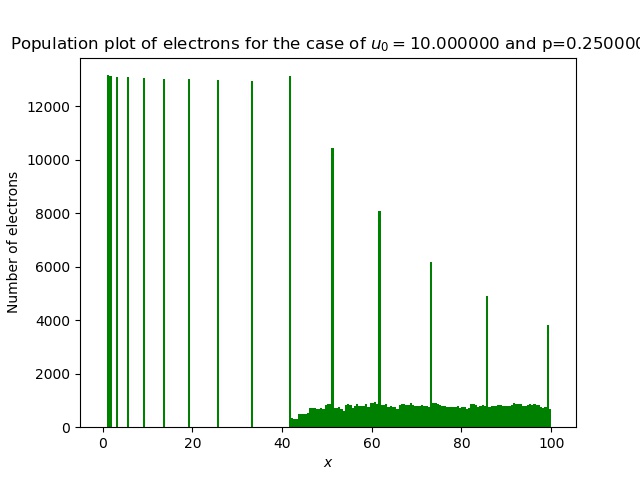 Population plot of electrons for the case of u₀ = 10.000000 and p=0.250000
12000
10000
8000
6000
4000
2000
0
Number of electrons
0 20 40 60 80 100
x